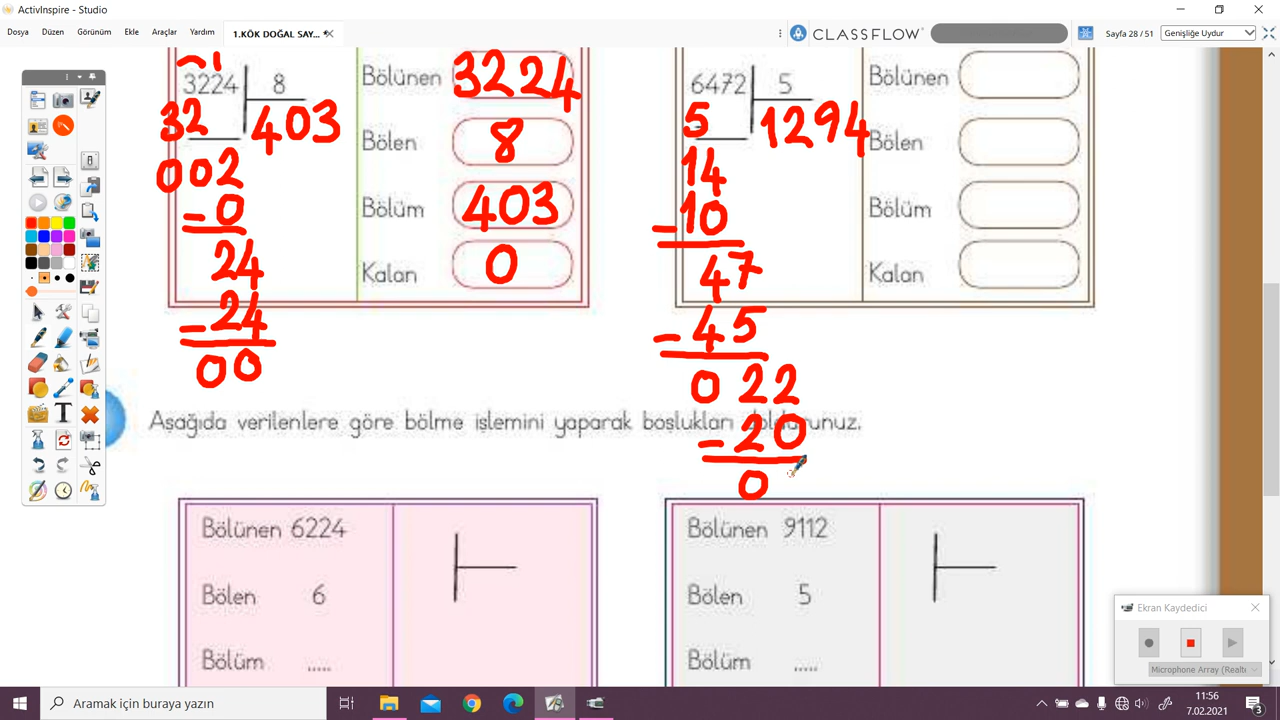 ActivInspire - Studio
Dosya Düzen Görünüm Ekle Araçlar Yardım
1.KÖK DOĞAL SAY...
CLASSFLOW
Sayfa 28 / 51
Genişliğe Uydur
3224 8
32
403
002
-0
24
-24
00
Bölünen 3224
Bölen 8
Bölüm 403
Kalan 0
6472 5
5
1294
14
-10
47
-45
022
-20
0
Bölünen
Bölen
Bölüm
Kalan
Aşağıda verilenlere göre bölme işlemini yaparak boşlukları doldurunuz.
Bölünen 6224
Bölen 6
Bölüm .....
Bölünen 9112
Bölen 5
Bölüm .....
Ekran Kaydedici
Microphone Array (Realte
Aramak için buraya yazın
11:56
7.02.2021
3